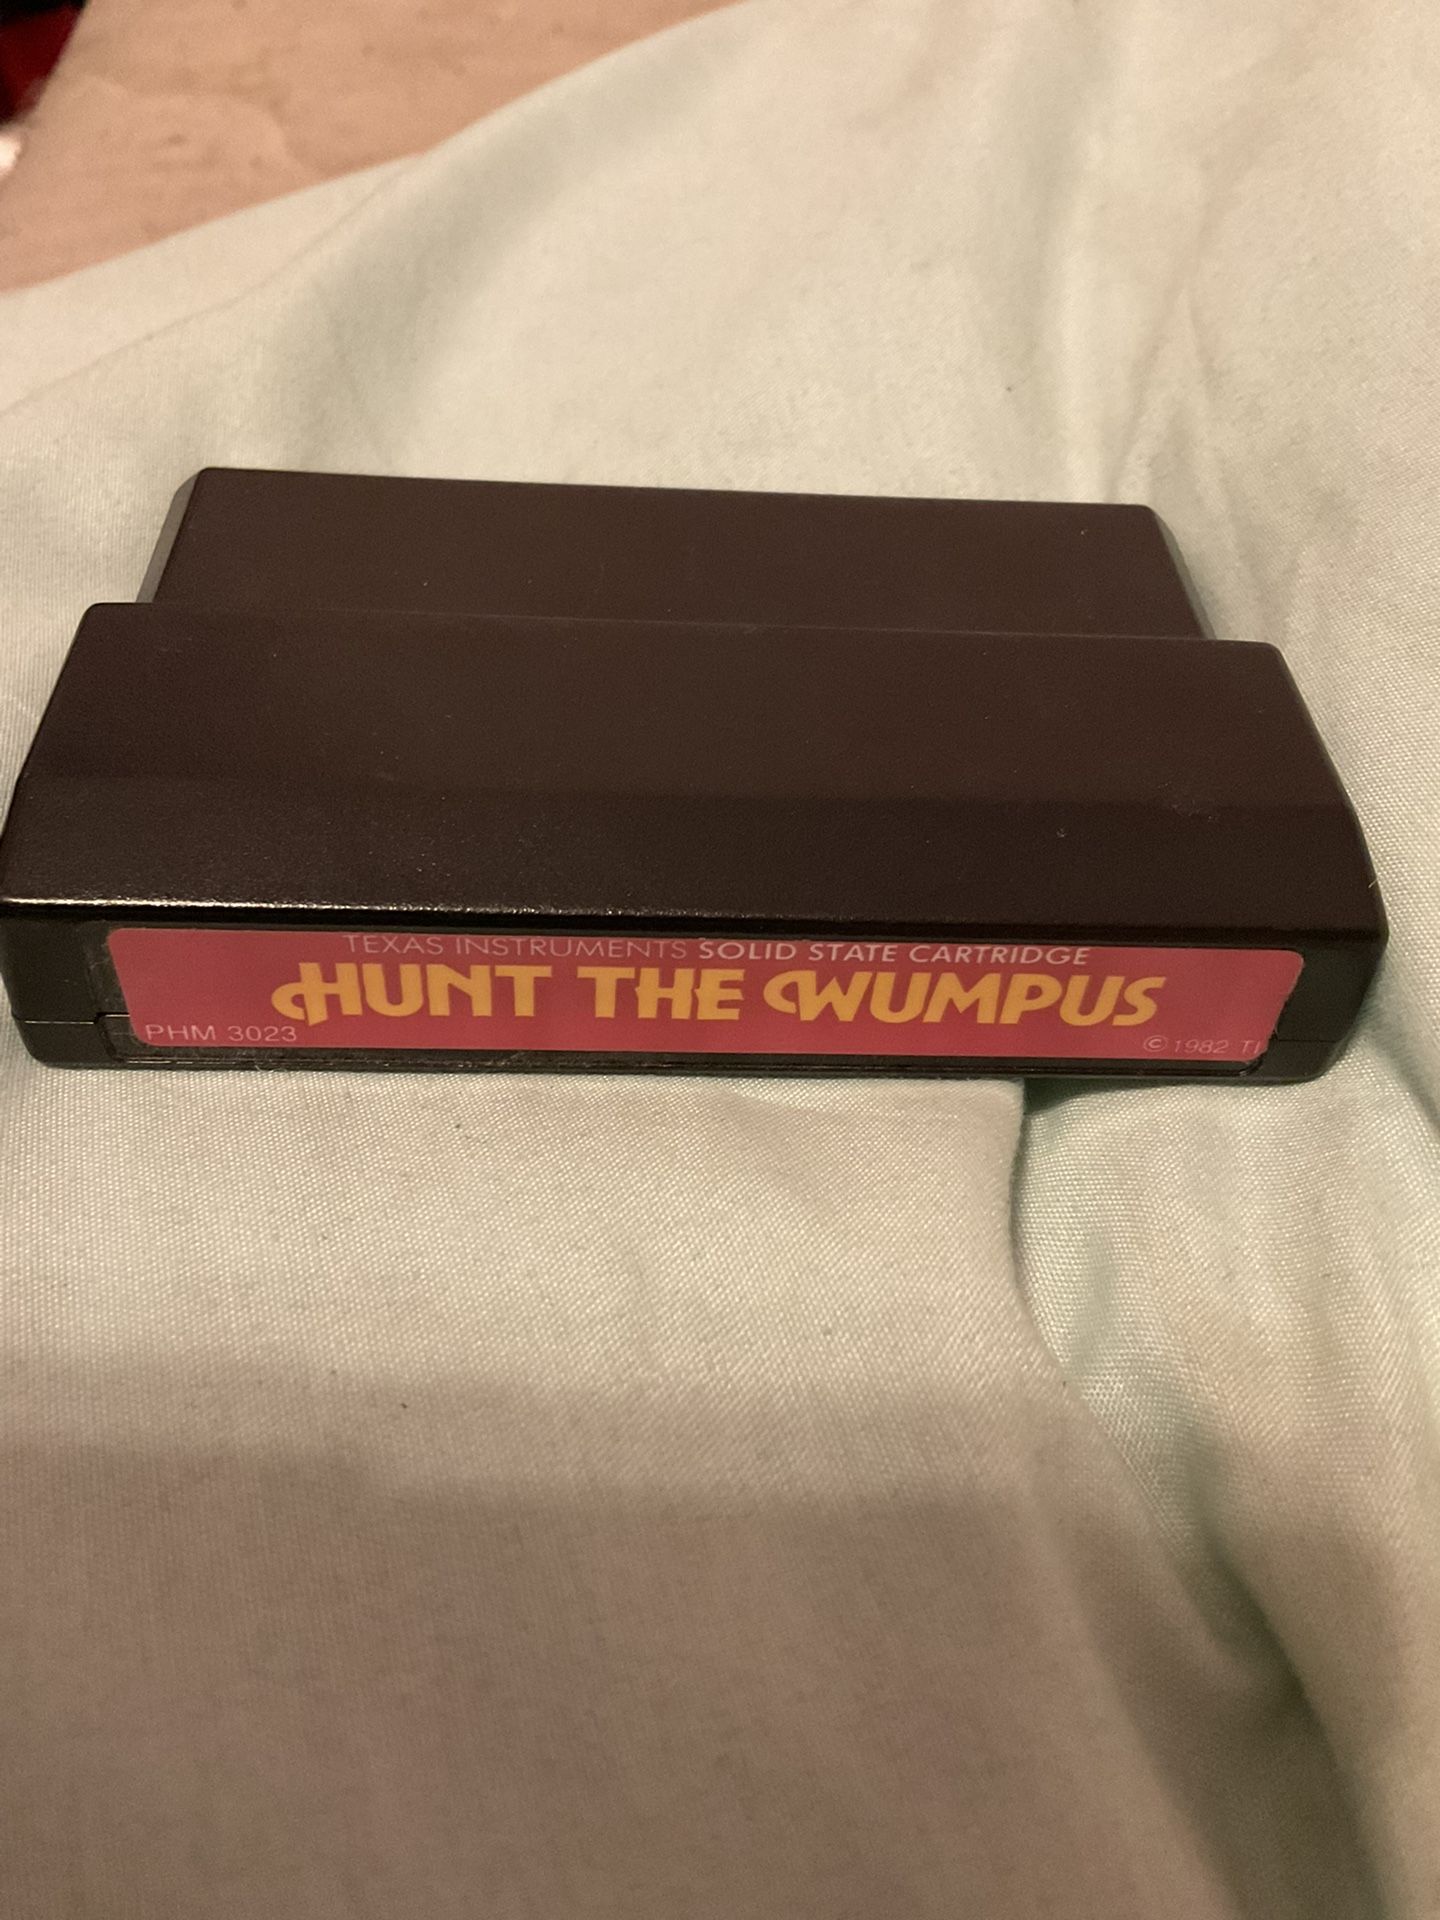 TEXAS INSTRUMENTS SOLID STATE CARTRIDGE
HUNT THE WUMPUS
PHM 3023
©1982 TI